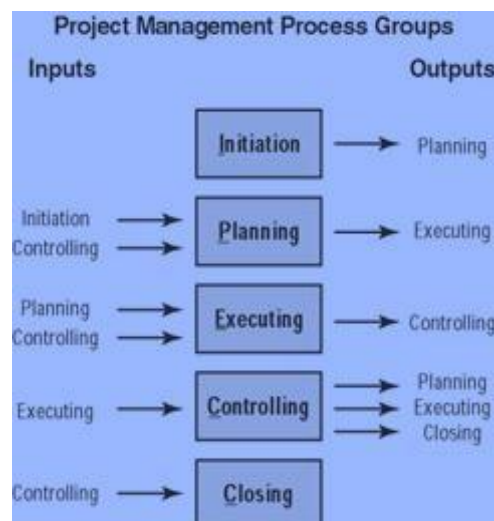 Project Management Process Groups
Inputs Outputs
Initiation Planning
Initiation
Controlling
Planning Executing
Planning
Controlling
Executing Controlling
Executing
Controlling
Planning
Executing
Closing
Controlling
Closing